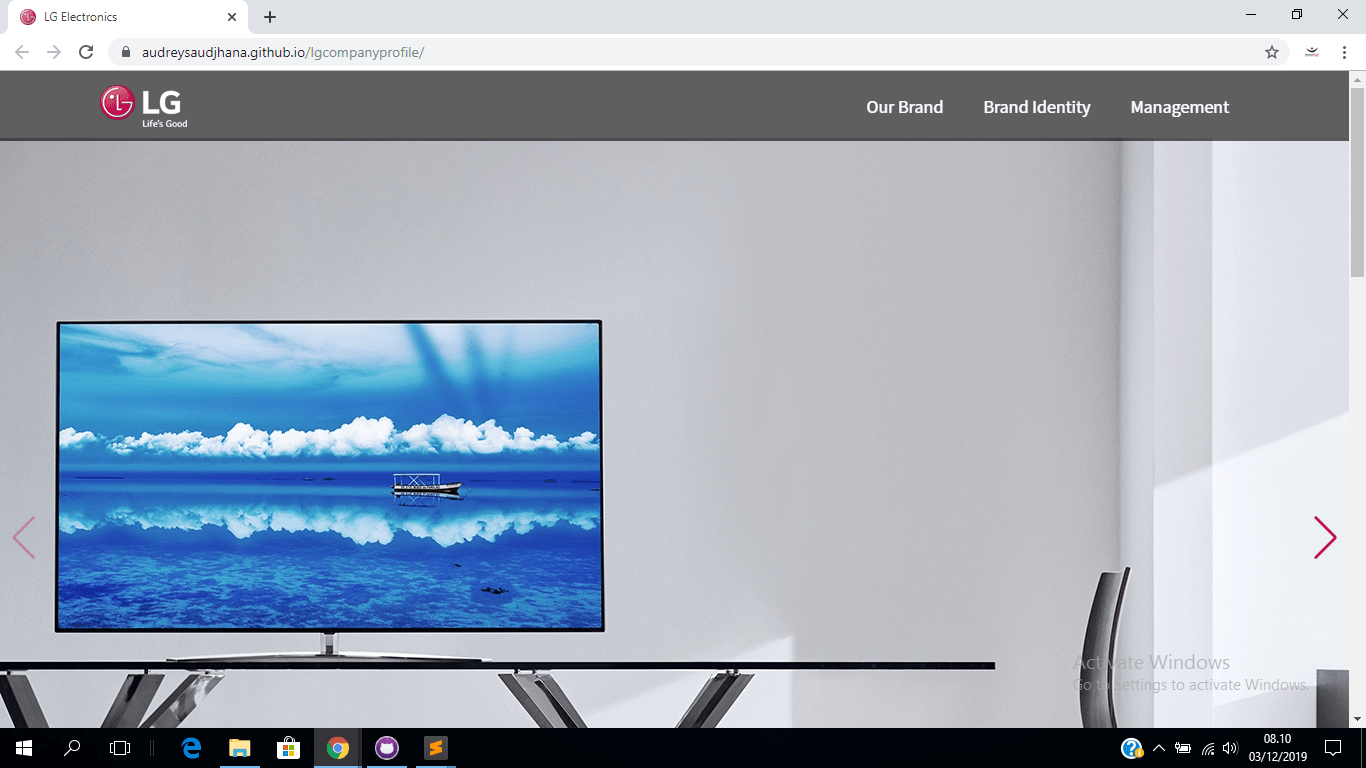 LG Electronics
audreysaudjhana.github.io/lgcompanyprofile/
LG
Life's Good
Our Brand
Brand Identity
Management
Activate Windows
Go to Settings to activate Windows.
08.10
03/12/2019